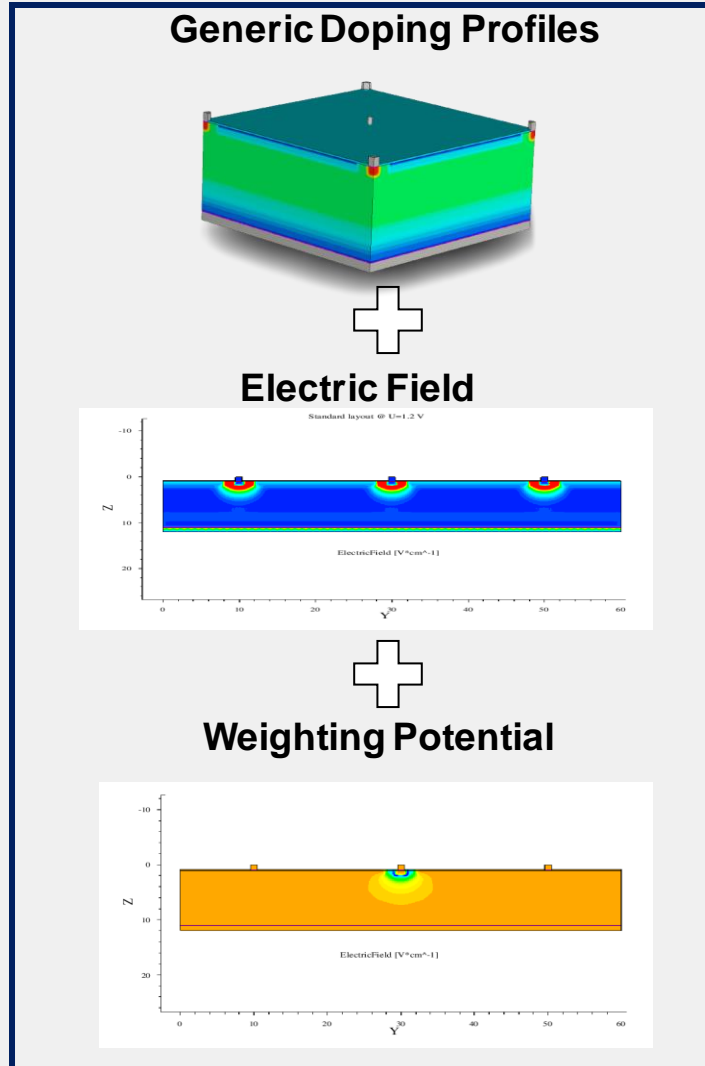 Generic Doping Profiles
Electric Field
Standard layout @ U=1.2 V
-10
0
10
20
Z
ElectricField [V*cm^-1]
0 10 20 30 40 50 60
Y
Weighting Potential
-10
0
10
20
Z
ElectricField [V*cm^-1]
0 10 20 30 40 50 60
Y